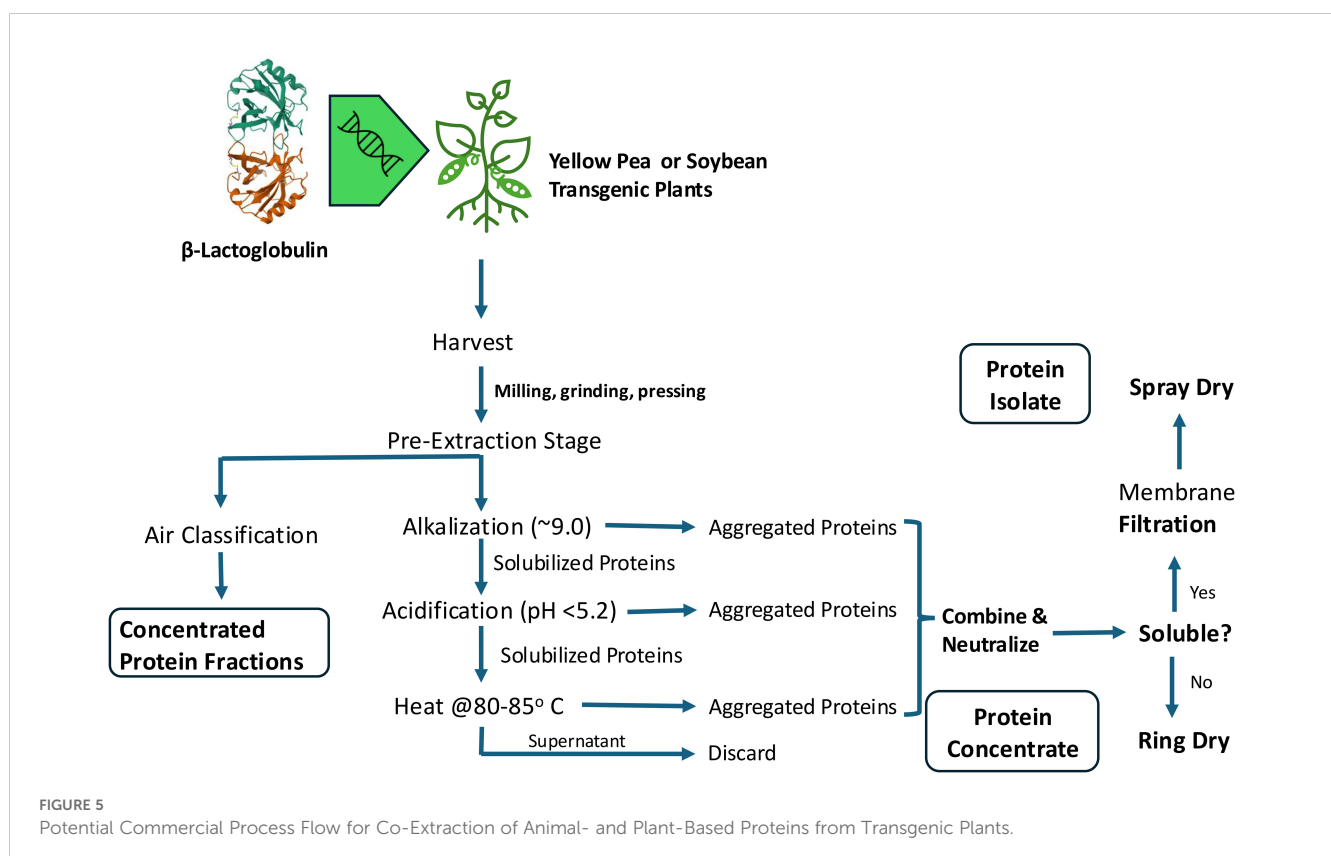 β-Lactoglobulin
Yellow Pea or Soybean
Transgenic Plants
Harvest
Milling, grinding, pressing
Pre-Extraction Stage
Air Classification
Concentrated
Protein Fractions
Alkalization (~9.0)
Aggregated Proteins
Solubilized Proteins
Acidification (pH <5.2)
Aggregated Proteins
Solubilized Proteins
Heat @80-85º C
Aggregated Proteins
Supernatant
Discard
Combine &
Neutralize
Protein
Concentrate
Protein
Isolate
Spray Dry
Membrane
Filtration
Yes
Soluble?
No
Ring Dry
FIGURE 5
Potential Commercial Process Flow for Co-Extraction of Animal- and Plant-Based Proteins from Transgenic Plants.